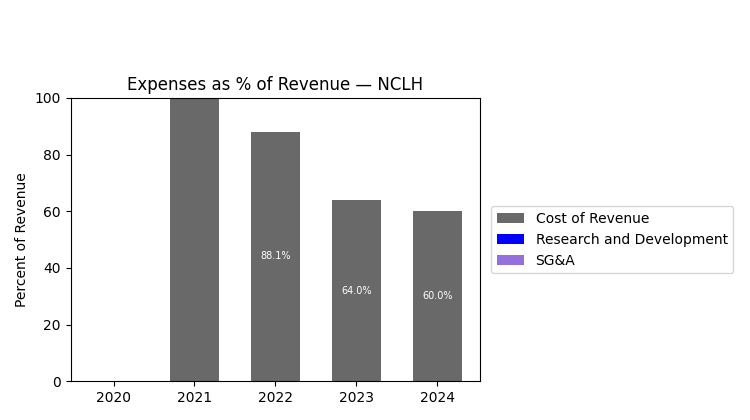 Expenses as % of Revenue — NCLH
Percent of Revenue
100
80
60
40
20
0
88.1%
64.0%
60.0%
2020
2021
2022
2023
2024
Cost of Revenue
Research and Development
SG&A